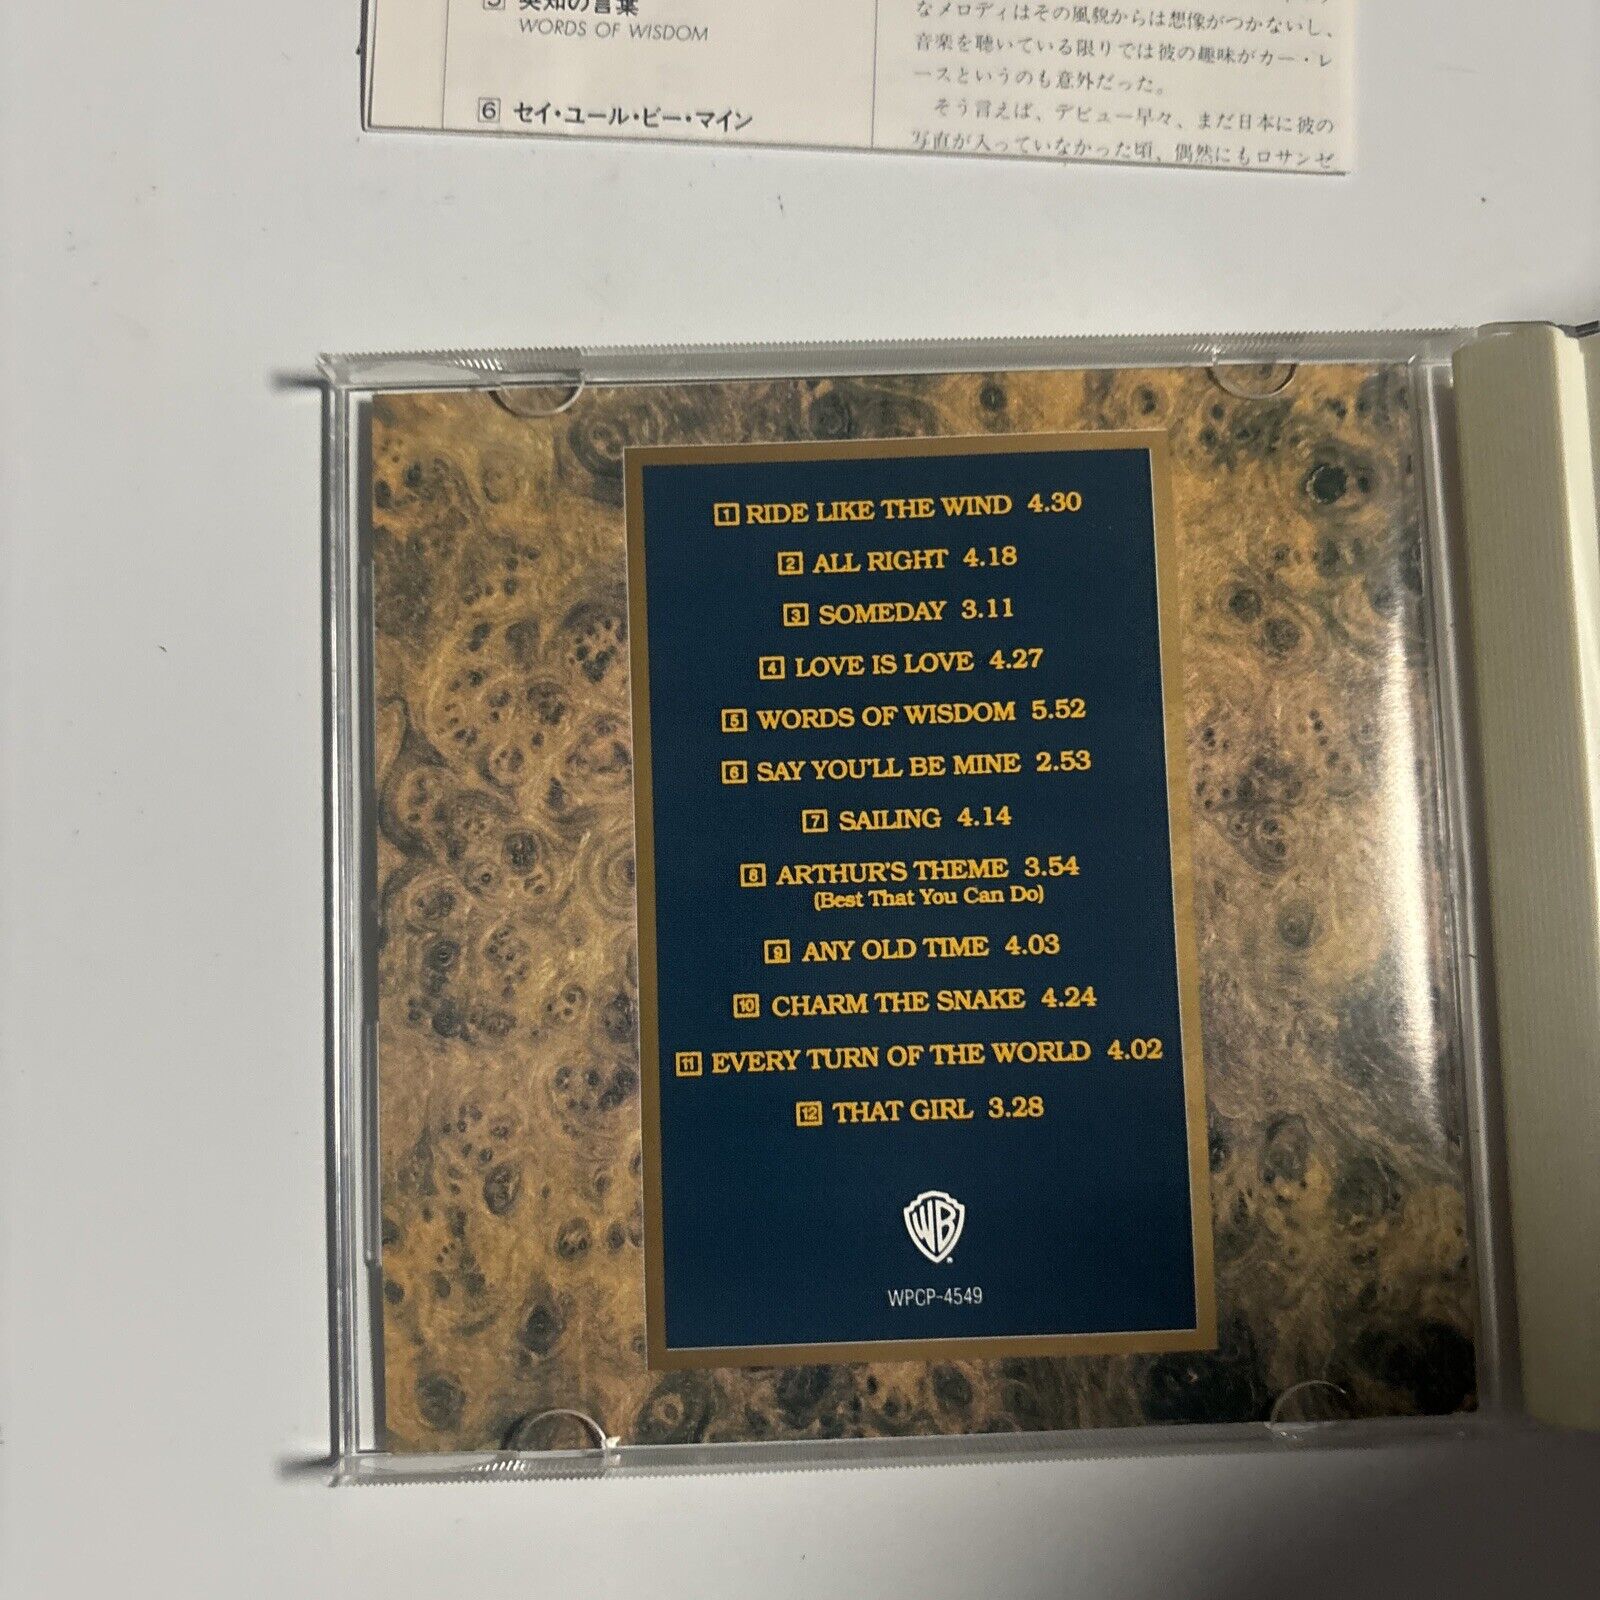 5 英知の言葉
WORDS OF WISDOM
6 セイ・ユール・ビー・マイン
なメロディはその風貌からは想像がつかないし、
音楽を聴いている限りでは彼の趣味がカー・レ
ースというのも意外だった。
そう言えば、デビュー早々、まだ日本に彼の
写真が入っていなかった頃、偶然にもロサンゼ
1 RIDE LIKE THE WIND 4.30
2 ALL RIGHT 4.18
3 SOMEDAY 3.11
4 LOVE IS LOVE 4.27
5 WORDS OF WISDOM 5.52
6 SAY YOU'LL BE MINE 2.53
7 SAILING 4.14
8 ARTHUR'S THEME 3.54
(Best That You Can Do)
9 ANY OLD TIME 4.03
10 CHARM THE SNAKE 4.24
11 EVERY TURN OF THE WORLD 4.02
12 THAT GIRL 3.28
WB
WPCP-4549